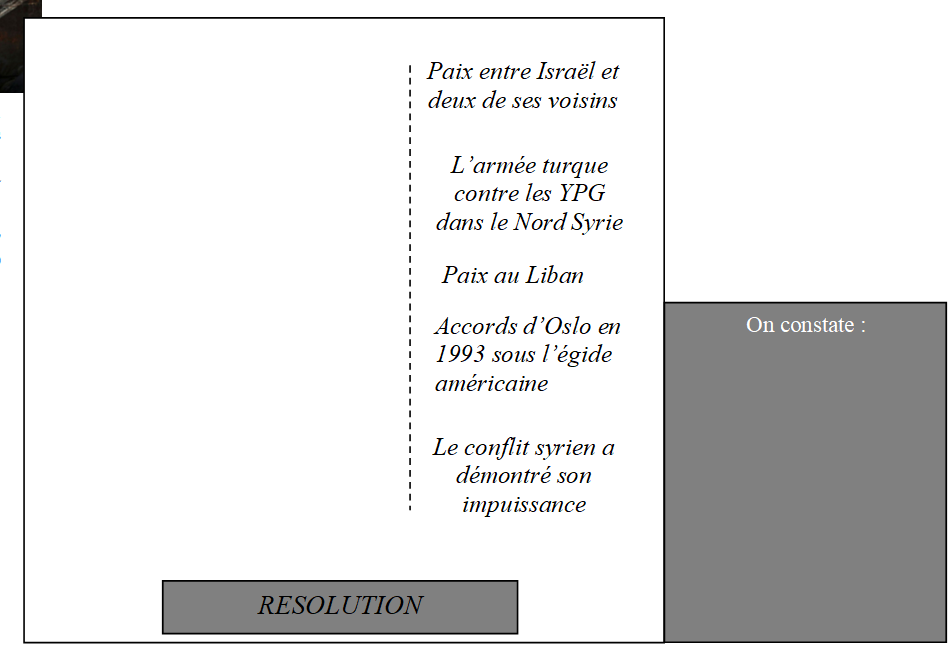 Paix entre Israël et
deux de ses voisins
L’armée turque
contre les YPG
dans le Nord Syrie
Paix au Liban
Accords d’Oslo en
1993 sous l’égide
américaine
Le conflit syrien a
démontré son
impuissance
RESOLUTION
On constate :